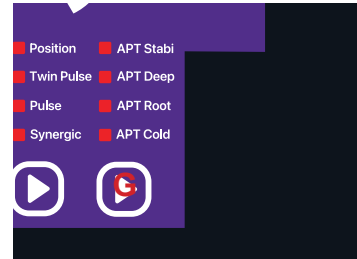 Position APT Stabi
Twin Pulse APT Deep
Pulse APT Root
Synergic APT Cold
G